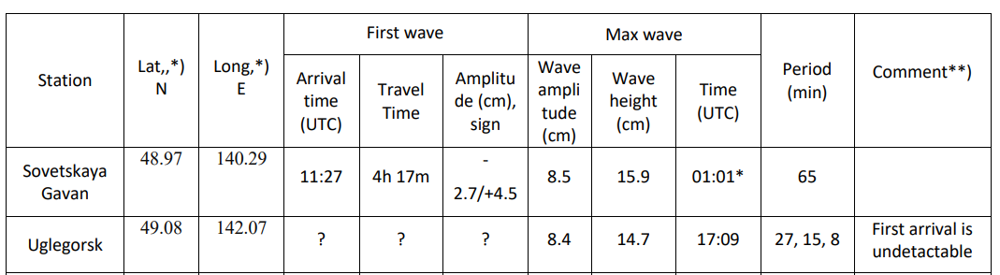 First wave
Max wave
Station
Lat,,*)
N
Long,*)
E
Arrival
time
(UTC)
Travel
Time
Amplitu
de (cm),
sign
Wave
ampli
tude
(cm)
Wave
height
(cm)
Time
(UTC)
Period
(min)
Comment**)
Sovetskaya
Gavan
48.97
140.29
11:27
4h 17m
-
2.7/+4.5
8.5
15.9
01:01*
65
Uglegorsk
49.08
142.07
?
?
?
8.4
14.7
17:09
27, 15, 8
First arrival is
undetactable